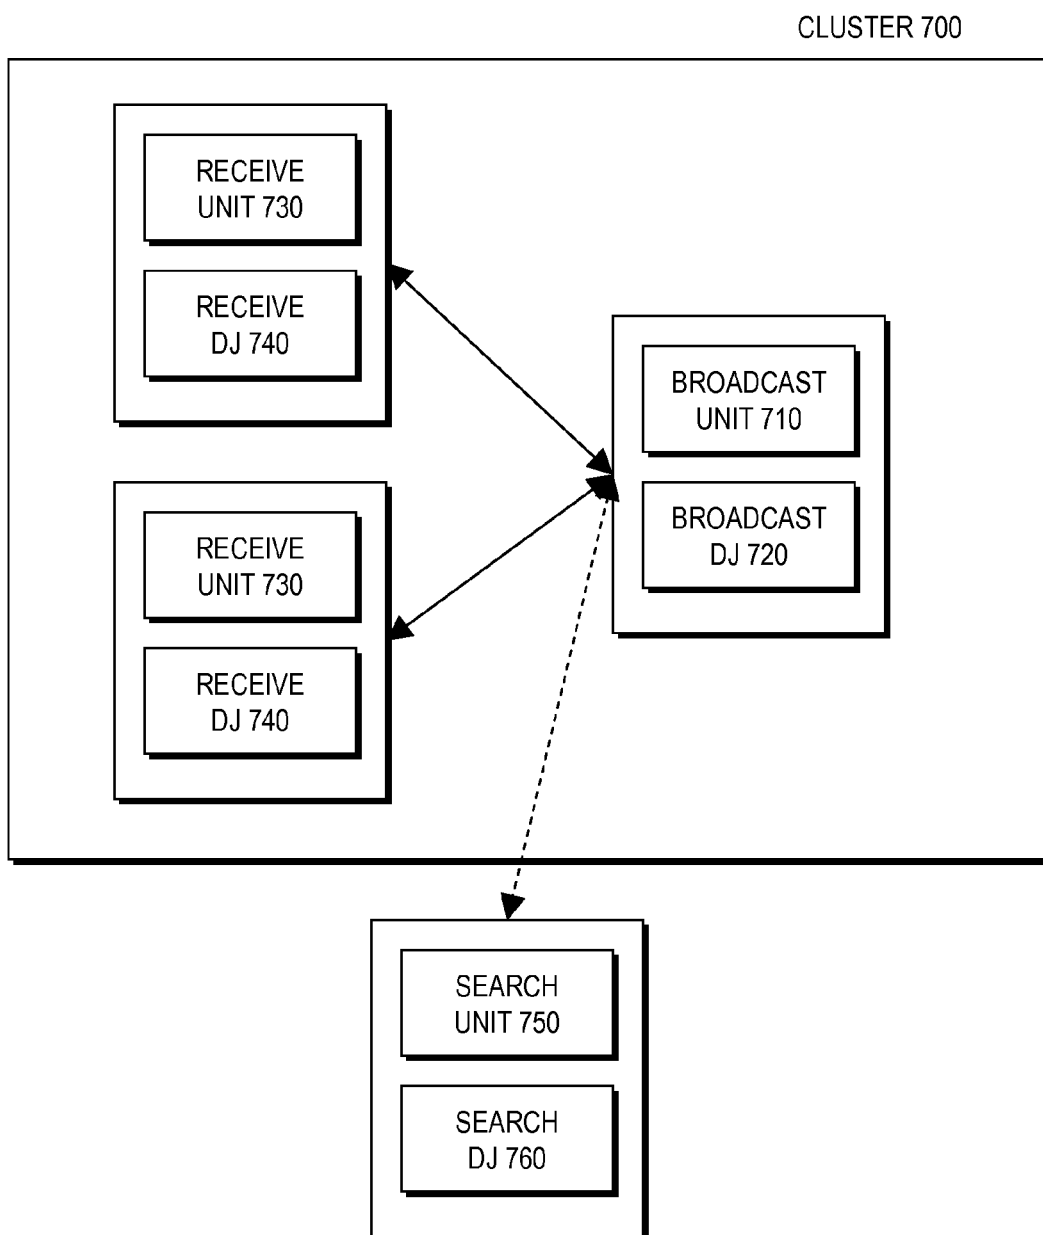 CLUSTER 700
RECEIVE
UNIT 730
RECEIVE
DJ 740
BROADCAST
UNIT 710
BROADCAST
DJ 720
RECEIVE
UNIT 730
RECEIVE
DJ 740
SEARCH
UNIT 750
SEARCH
DJ 760